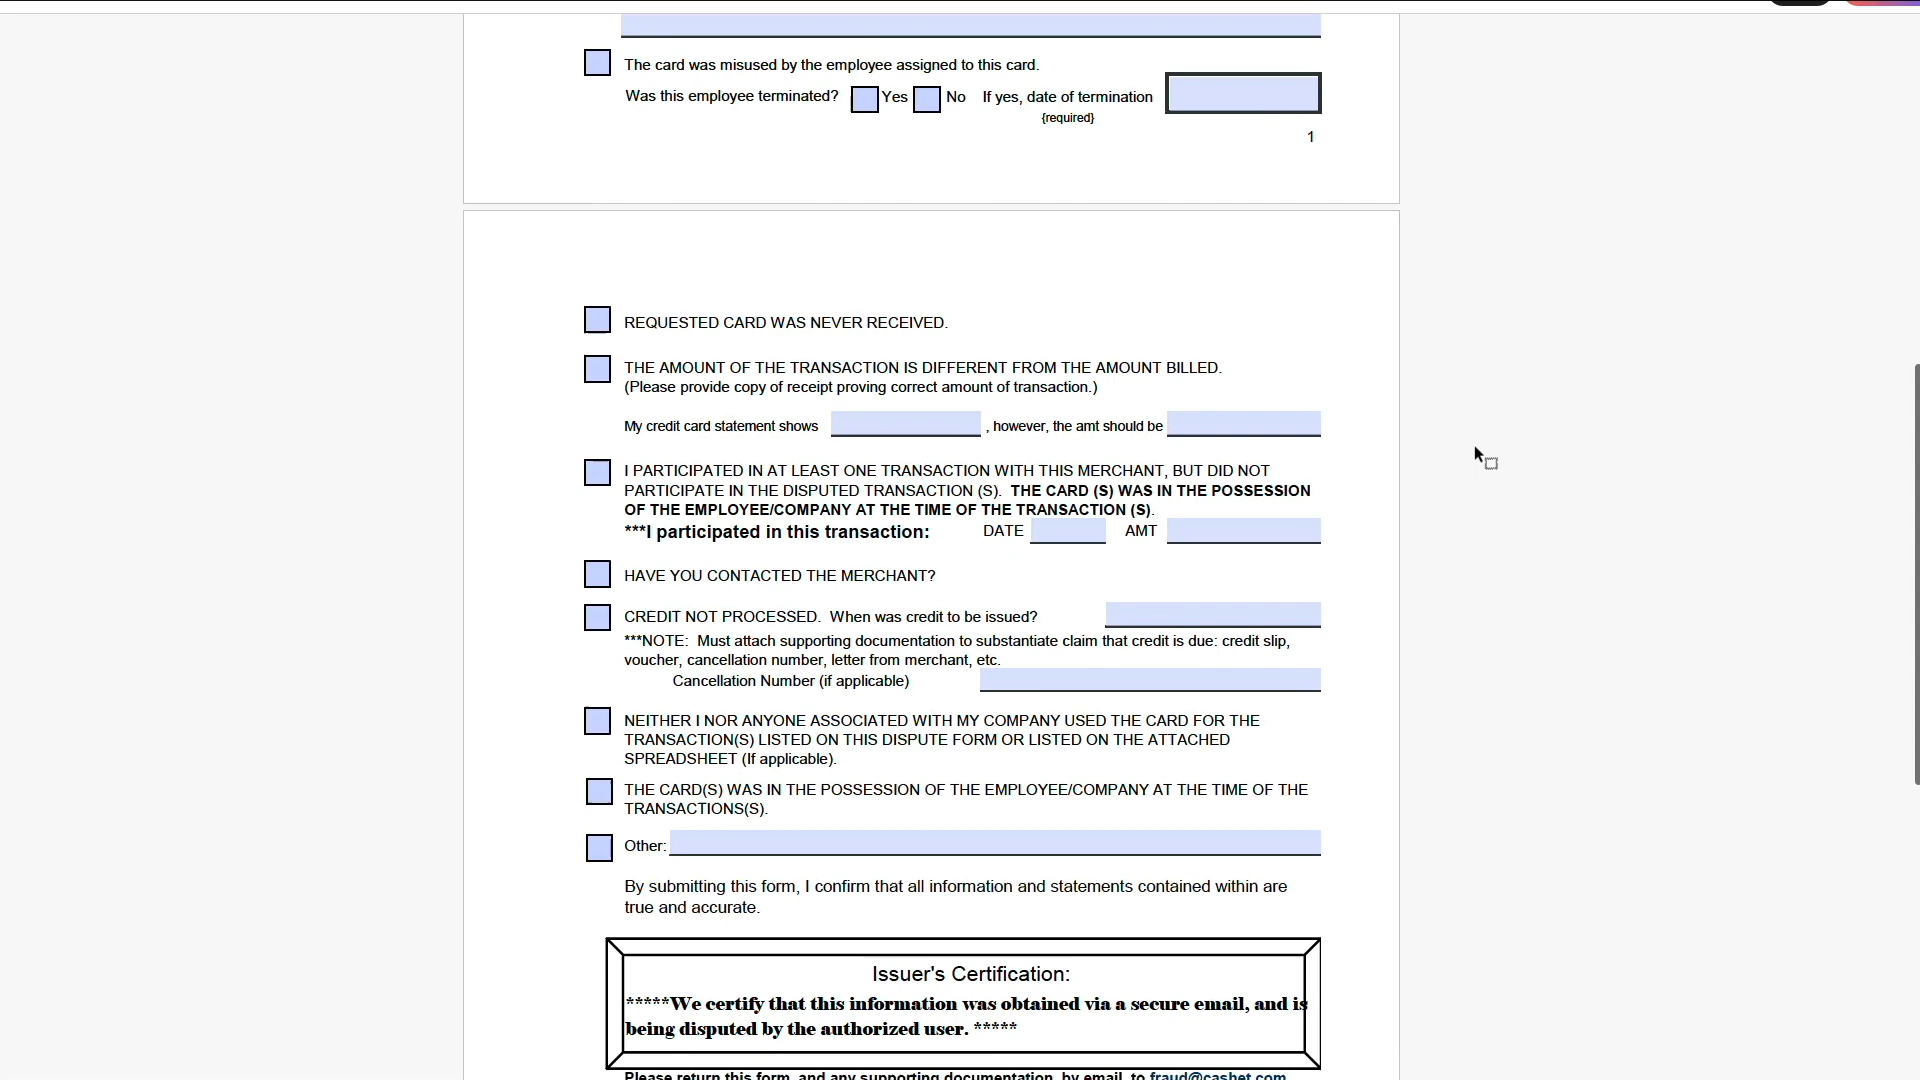 The card was misused by the employee assigned to this card.
Was this employee terminated? Yes No If yes, date of termination
{required}
1
REQUESTED CARD WAS NEVER RECEIVED.
THE AMOUNT OF THE TRANSACTION IS DIFFERENT FROM THE AMOUNT BILLED.
(Please provide copy of receipt proving correct amount of transaction.)
My credit card statement shows , however, the amt should be
I PARTICIPATED IN AT LEAST ONE TRANSACTION WITH THIS MERCHANT, BUT DID NOT
PARTICIPATE IN THE DISPUTED TRANSACTION (S). THE CARD (S) WAS IN THE POSSESSION
OF THE EMPLOYEE/COMPANY AT THE TIME OF THE TRANSACTION (S).
***I participated in this transaction: DATE AMT
HAVE YOU CONTACTED THE MERCHANT?
CREDIT NOT PROCESSED. When was credit to be issued?
***NOTE: Must attach supporting documentation to substantiate claim that credit is due: credit slip,
voucher, cancellation number, letter from merchant, etc.
Cancellation Number (if applicable)
NEITHER I NOR ANYONE ASSOCIATED WITH MY COMPANY USED THE CARD FOR THE
TRANSACTION(S) LISTED ON THIS DISPUTE FORM OR LISTED ON THE ATTACHED
SPREADSHEET (If applicable).
THE CARD(S) WAS IN THE POSSESSION OF THE EMPLOYEE/COMPANY AT THE TIME OF THE
TRANSACTIONS(S).
Other:
By submitting this form, I confirm that all information and statements contained within are
true and accurate.
Issuer's Certification:
*****We certify that this information was obtained via a secure email, and is
being disputed by the authorized user. *****
Please return this form, and any supporting documentation, by email, to fraud@cashet.com